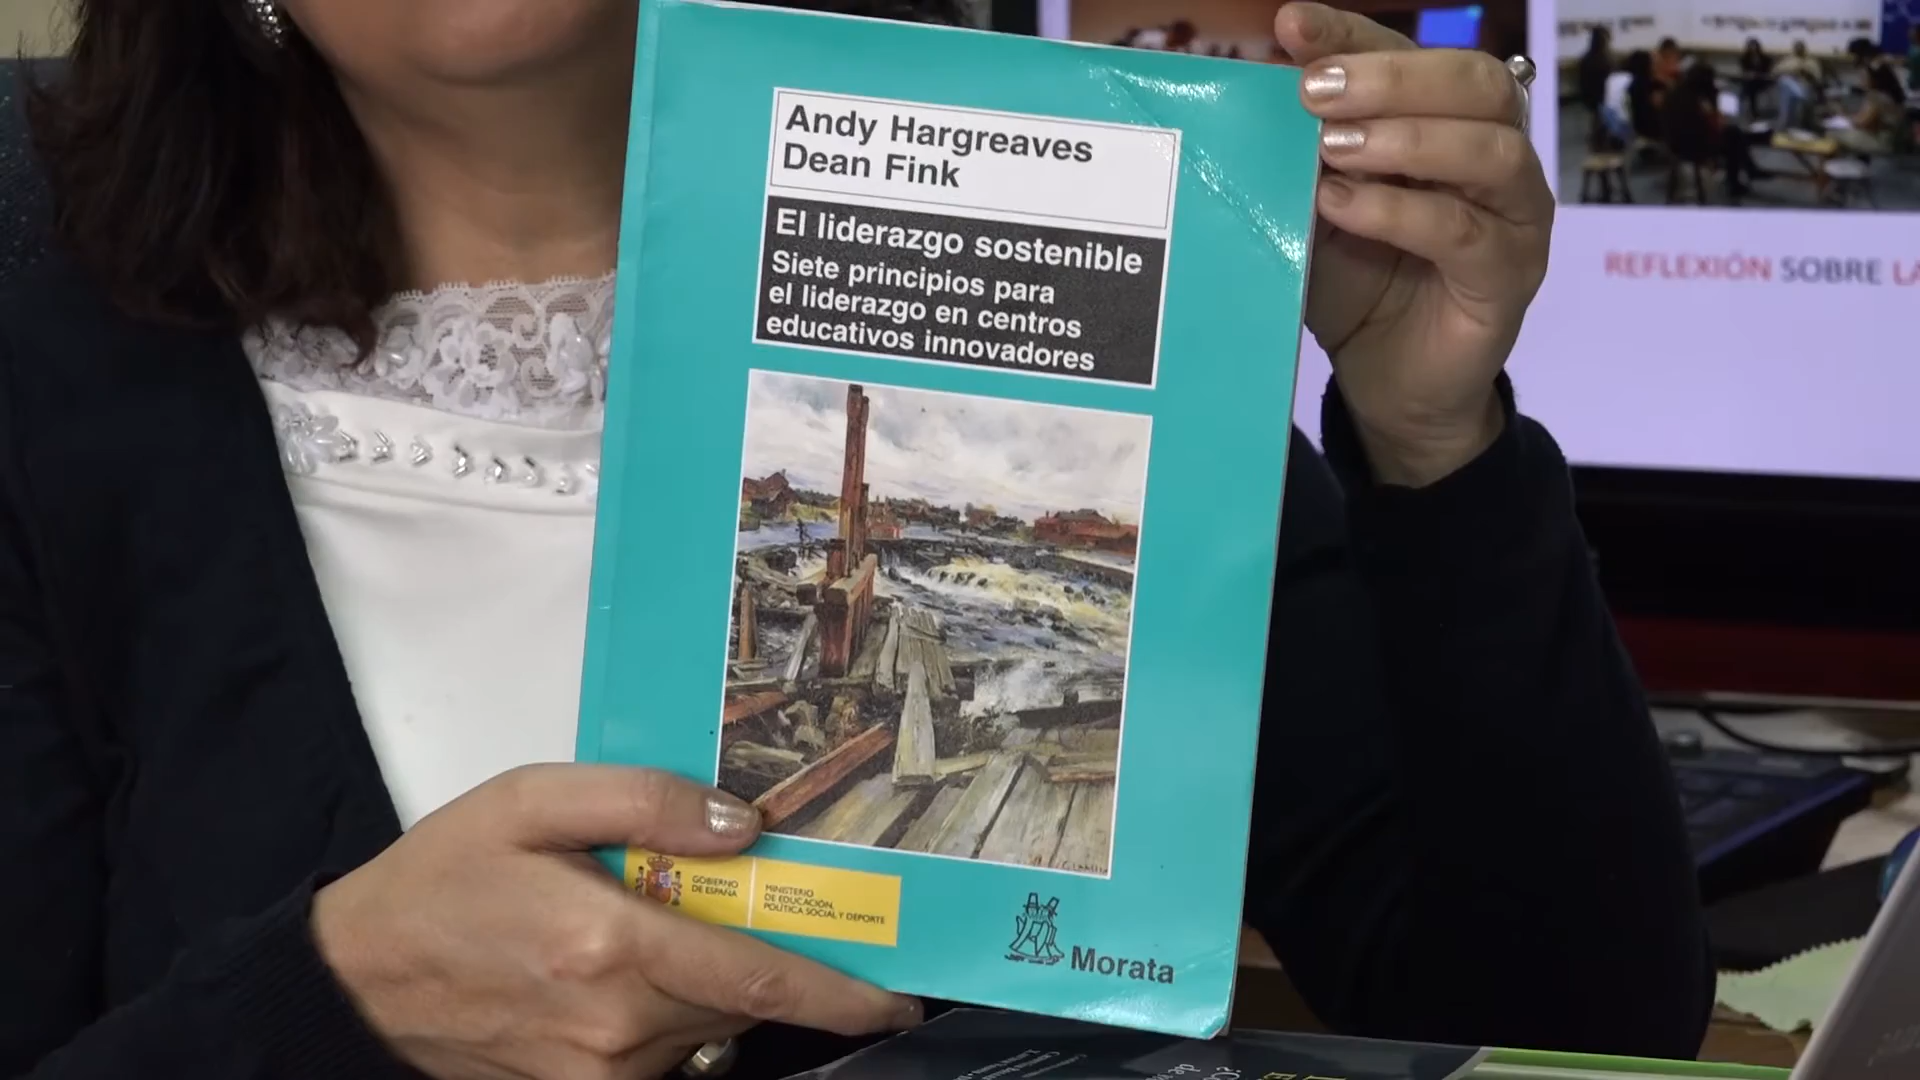 Andy Hargreaves
Dean Fink
El liderazgo sostenible
Siete principios para
el liderazgo en centros
educativos innovadores
GOBIERNO
DE ESPAÑA
MINISTERIO
DE EDUCACIÓN,
POLÍTICA SOCIAL Y DEPORTE
Morata
REFLEXIÓN SOBRE LA